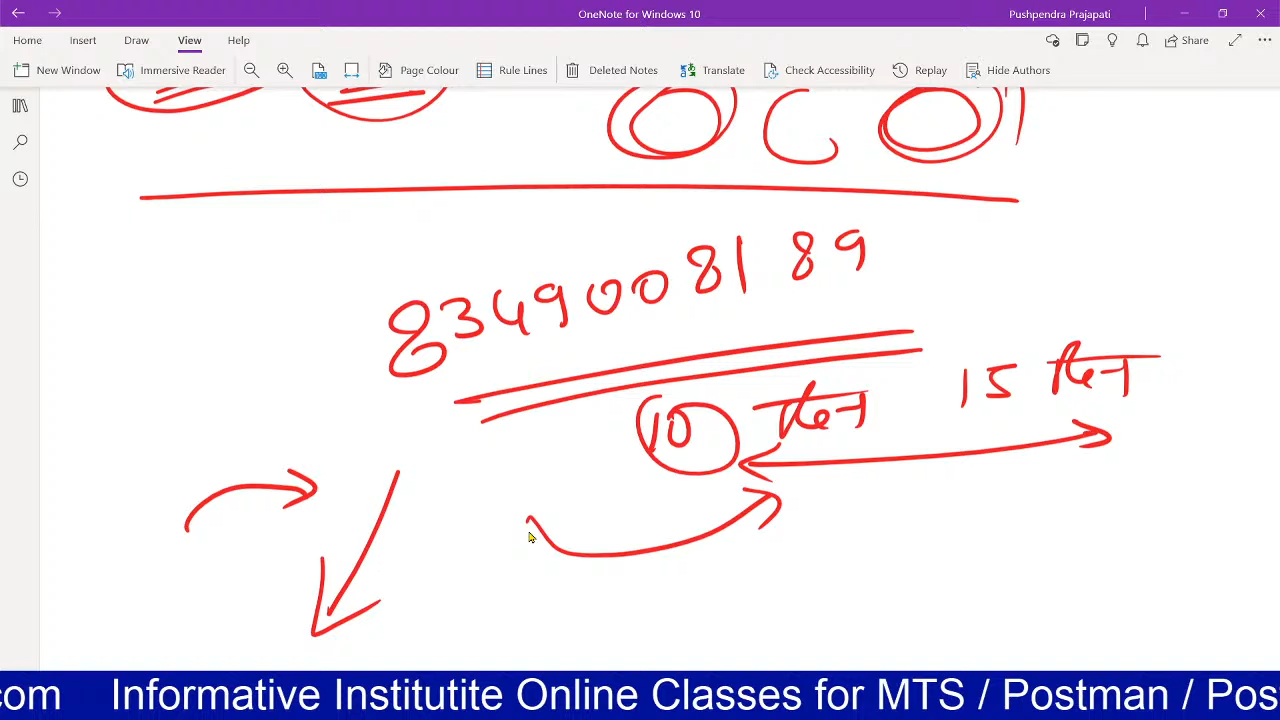 OneNote for Windows 10
Pushpendra Prajapati
Home Insert Draw View Help
Share
New Window Immersive Reader Page Colour Rule Lines Deleted Notes Translate Check Accessibility Replay Hide Authors
8349008189
10 15
.com Informative Institutite Online Classes for MTS / Postman / Pos